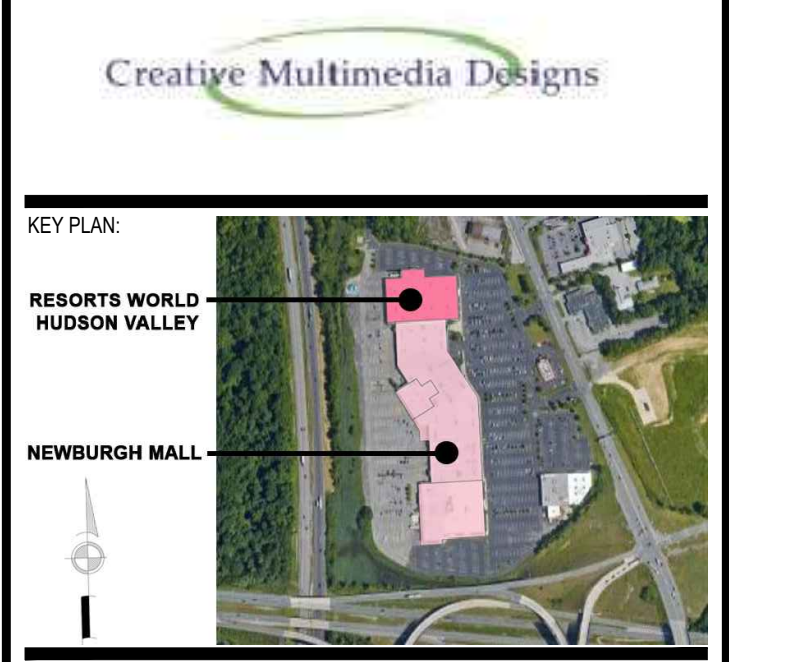 Creative Multimedia Designs
KEY PLAN:
RESORTS WORLD
HUDSON VALLEY
NEWBURGH MALL